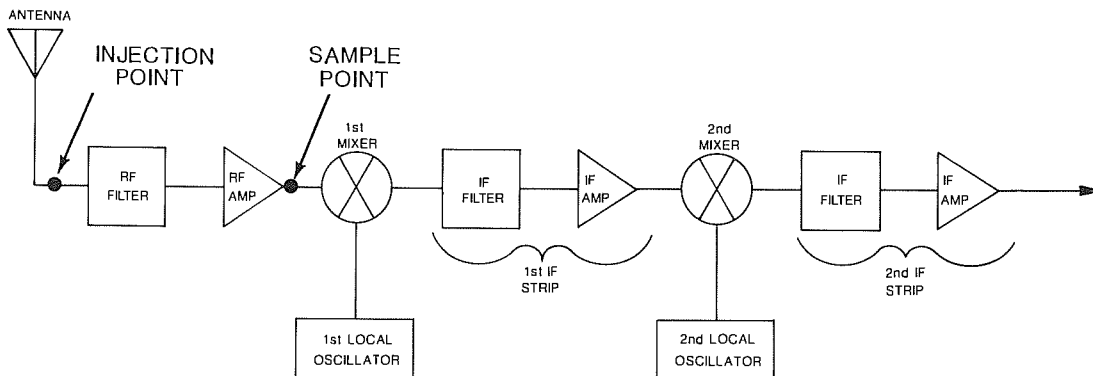 ANTENNA
INJECTION
POINT
SAMPLE
POINT
1st
MIXER
2nd
MIXER
RF
FILTER
RF
AMP
IF
FILTER
IF
AMP
IF
FILTER
IF
AMP
1st IF
STRIP
2nd IF
STRIP
1st LOCAL
OSCILLATOR
2nd LOCAL
OSCILLATOR